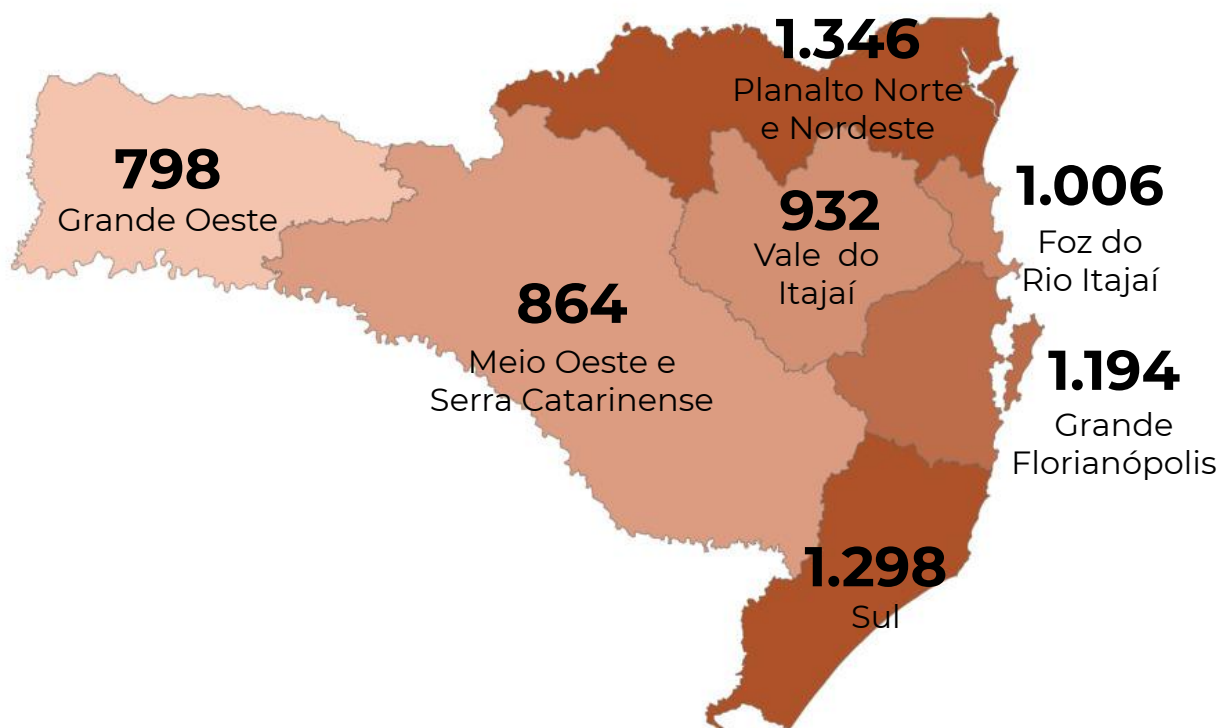 1.346
Planalto Norte
e Nordeste
798
Grande Oeste
932
Vale do
Itajaí
1.006
Foz do
Rio Itajaí
864
Meio Oeste e
Serra Catarinense
1.194
Grande
Florianópolis
1.298
Sul